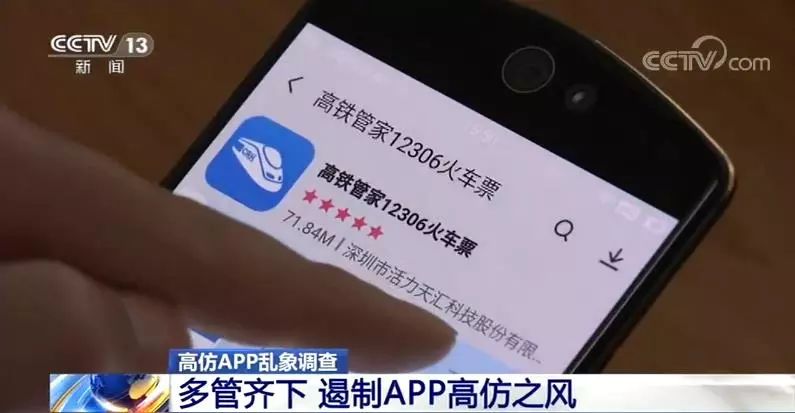 CCTV 13
新闻
CCTV.com
5:51
高铁管家12306火车票
CRH
高铁管家12306火车票
71.84M | 深圳市活力天汇科技股份有限...
高仿APP乱象调查
多管齐下 遏制APP高仿之风